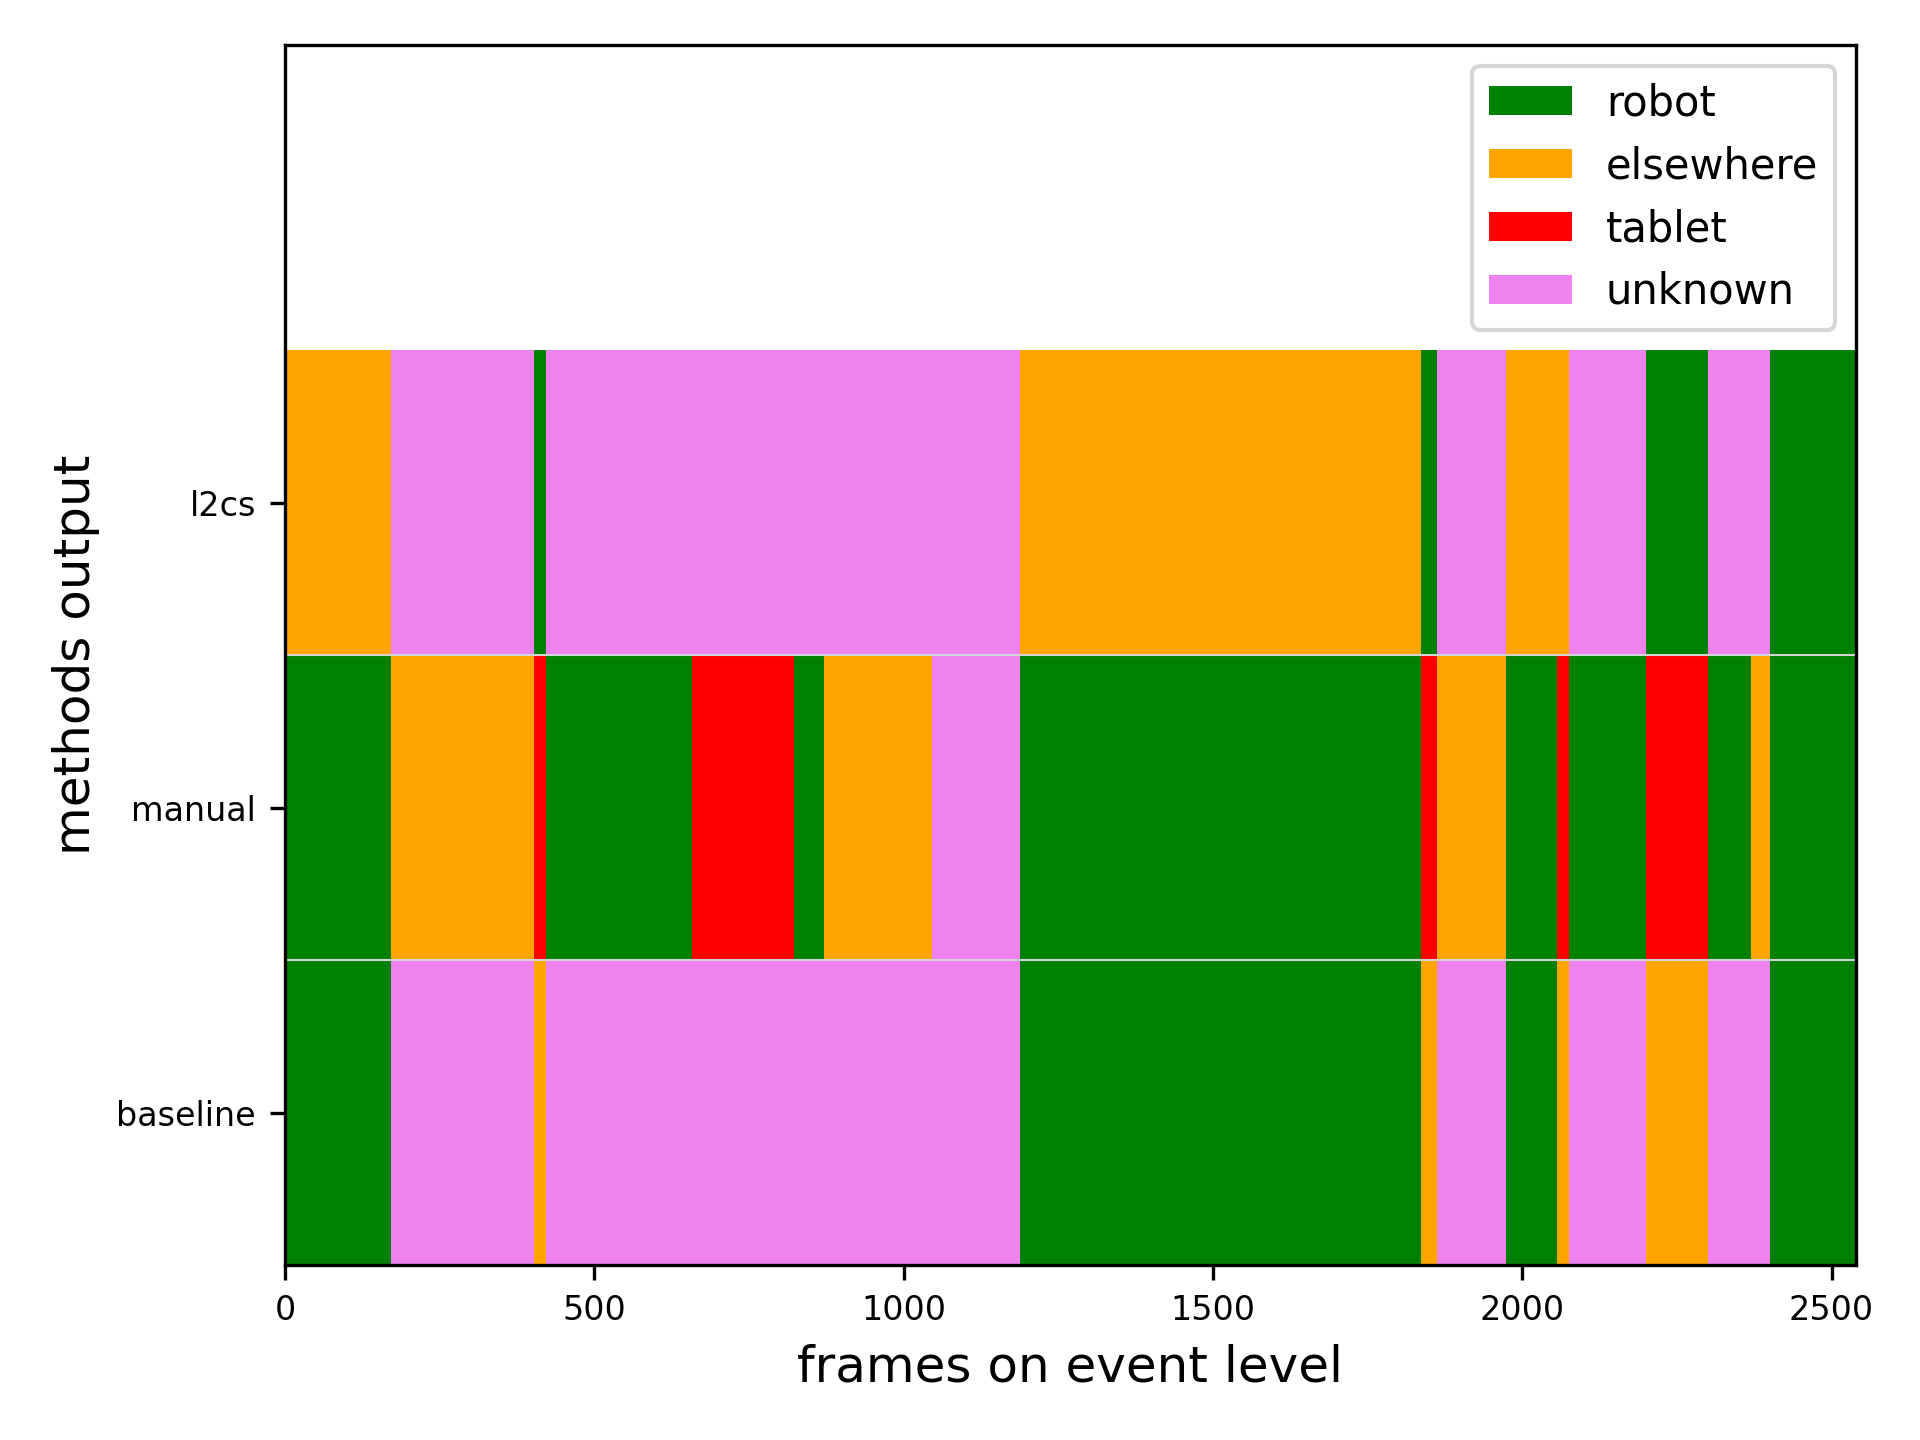 robot
elsewhere
tablet
unknown
methods output
l2cs
manual
baseline
0 500 1000 1500 2000 2500
frames on event level